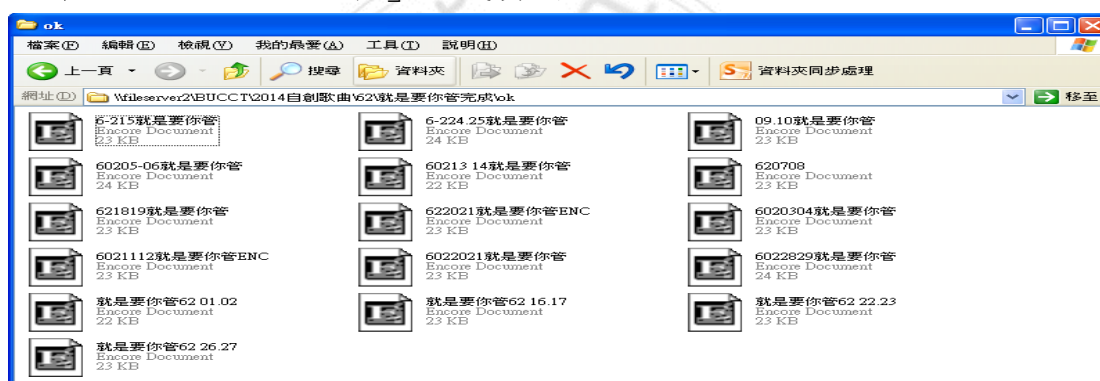 ok
檔案(F) 編輯(E) 檢視(V) 我的最愛(A) 工具(T) 說明(H)
上一頁 搜尋 資料夾 資料夾同步處理
網址(D) \\fileserver2\BUCCT\2014自創歌曲\62\就是要你管完成\ok 移至
6-215就是要你管
Encore Document
23 KB
6-224.25就是要你管
Encore Document
24 KB
09.10就是要你管
Encore Document
23 KB
60205-06就是要你管
Encore Document
24 KB
60213 14就是要你管
Encore Document
22 KB
620708
Encore Document
23 KB
621819就是要你管
Encore Document
23 KB
622021就是要你管ENC
Encore Document
23 KB
6020304就是要你管
Encore Document
23 KB
6021112就是要你管ENC
Encore Document
23 KB
6022021就是要你管
Encore Document
23 KB
6022829就是要你管
Encore Document
24 KB
就是要你管62 01.02
Encore Document
22 KB
就是要你管62 16.17
Encore Document
23 KB
就是要你管62 22.23
Encore Document
23 KB
就是要你管62 26.27
Encore Document
23 KB